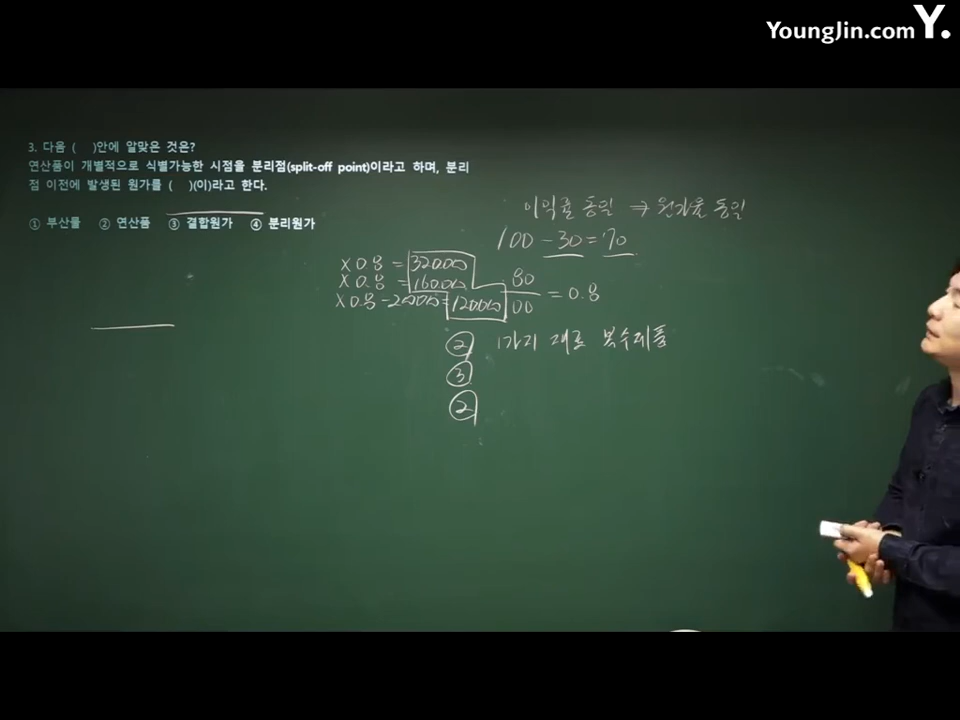 YoungJin.com Y.
3. 다음 (    )안에 알맞은 것은?
연산품이 개별적으로 식별가능한 시점을 분리점(split-off point)이라고 하며, 분리
점 이전에 발생된 원가를 (    )(이)라고 한다.
① 부산물 ② 연산품 ③ 결합원가 ④ 분리원가
이익률 동일 ⇒ 원가율 동일
100 - 30 = 70
X 0.8 = 32000
X 0.8 = 16000
X 0.8 - 20000 = 12000
80
100
= 0.8
② 1가지 재료 복수제품
③
②